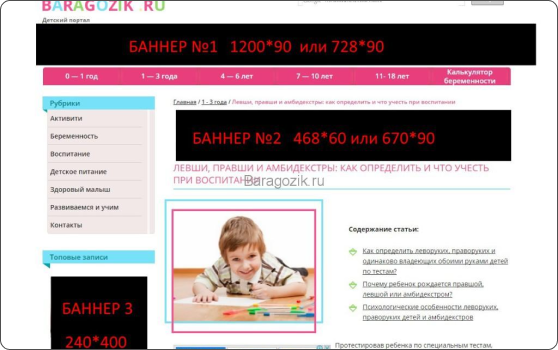 BARAGOZIK.RU
Детский портал
БАННЕР №1 1200*90 или 728*90
0 — 1 год
1 — 3 года
4 — 6 лет
7 — 10 лет
11- 18 лет
Калькулятор
беременности
Рубрики
Активити
Беременность
Воспитание
Детское питание
Здоровый малыш
Развиваемся и учим
Контакты
Топовые записи
БАННЕР 3
240*400
Главная / 1 - 3 года / Левши, правши и амбидекстры: как определить и что учесть при воспитании
БАННЕР №2 468*60 или 670*90
ЛЕВШИ, ПРАВШИ И АМБИДЕКСТРЫ: КАК ОПРЕДЕЛИТЬ И ЧТО УЧЕСТЬ
ПРИ ВОСПИТАНИИ
Baragozik.ru
Содержание статьи:
Как определить леворуких, праворуких и
одинаково владеющих обоими руками детей
по тестам?
Почему ребенок рождается правшой,
левшой или амбидекстром?
Психологические особенности леворуких,
праворуких детей и амбидекстров
Протестировав ребенка по специальным тестам,